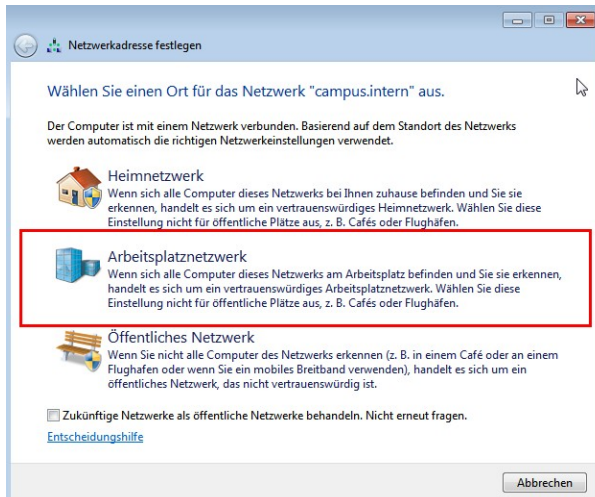 Netzwerkadresse festlegen
Wählen Sie einen Ort für das Netzwerk "campus.intern" aus.
Der Computer ist mit einem Netzwerk verbunden. Basierend auf dem Standort des Netzwerks
werden automatisch die richtigen Netzwerkeinstellungen verwendet.
Heimnetzwerk
Wenn sich alle Computer dieses Netzwerks bei Ihnen zuhause befinden und Sie sie
erkennen, handelt es sich um ein vertrauenswürdiges Heimnetzwerk. Wählen Sie diese
Einstellung nicht für öffentliche Plätze aus, z. B. Cafés oder Flughäfen.
Arbeitsplatznetzwerk
Wenn sich alle Computer dieses Netzwerks am Arbeitsplatz befinden und Sie sie erkennen,
handelt es sich um ein vertrauenswürdiges Arbeitsplatznetzwerk. Wählen Sie diese
Einstellung nicht für öffentliche Plätze aus, z. B. Cafés oder Flughäfen.
Öffentliches Netzwerk
Wenn Sie nicht alle Computer des Netzwerks erkennen (z. B. in einem Café oder an einem
Flughafen oder wenn Sie ein mobiles Breitband verwenden), handelt es sich um ein
öffentliches Netzwerk, das nicht vertrauenswürdig ist.
Zukünftige Netzwerke als öffentliche Netzwerke behandeln. Nicht erneut fragen.
Entscheidungshilfe
Abbrechen